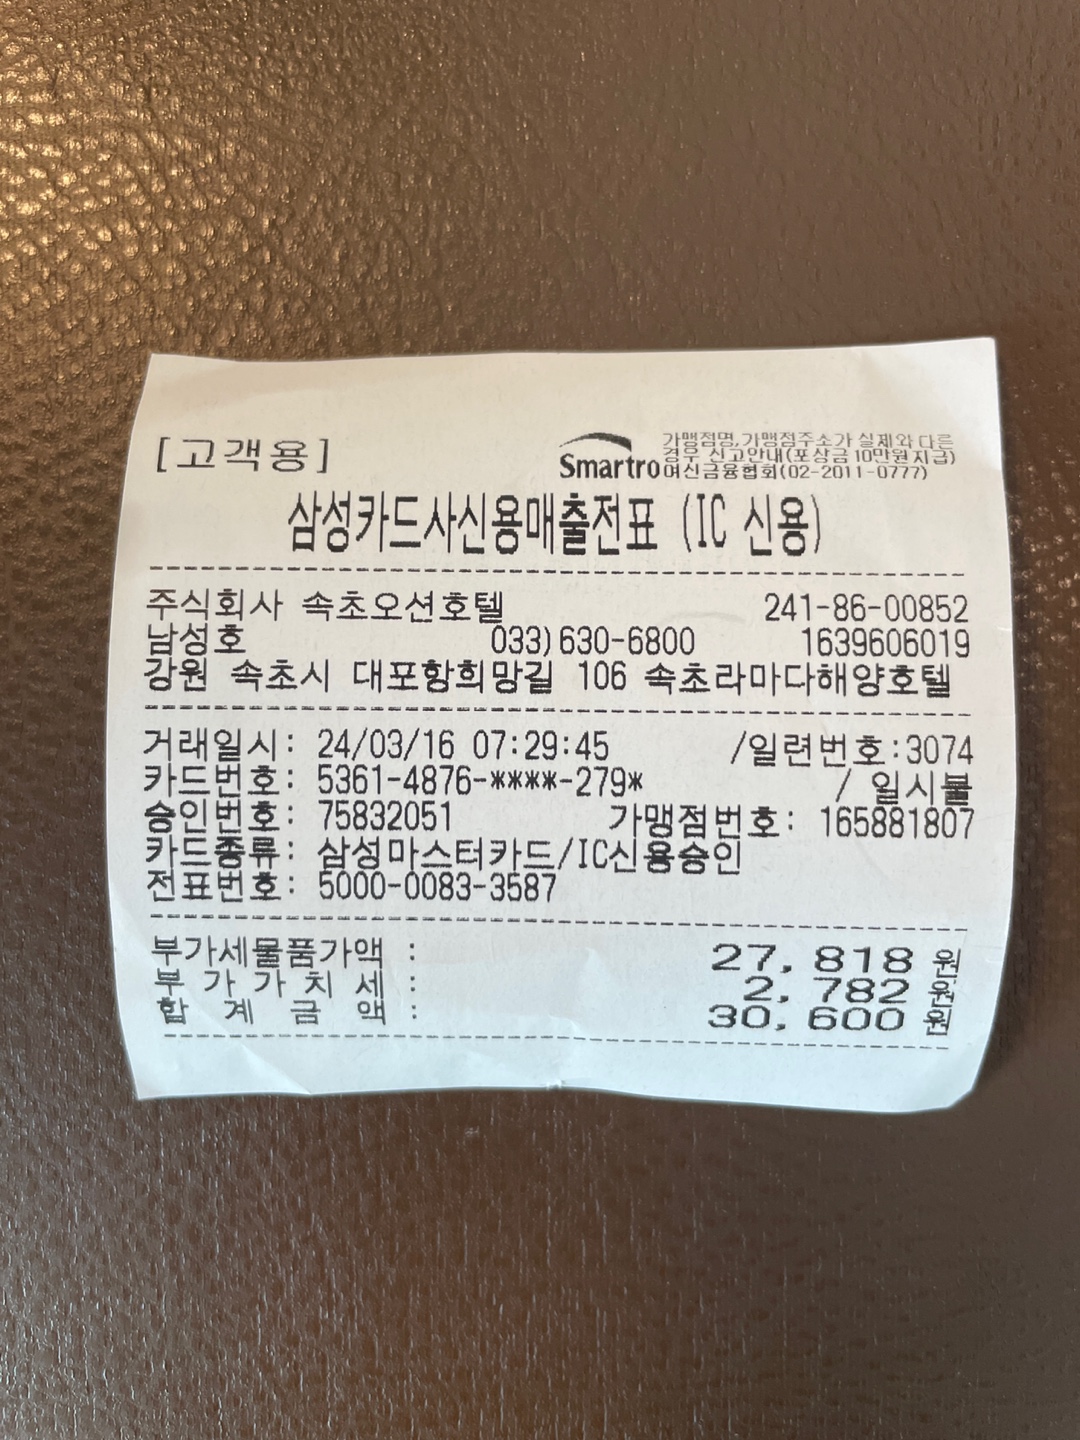 [고객용]
Smartro
가맹점명,가맹점주소가 실제와 다른
경우 신고안내(포상금 10만원 지급)
여신금융협회(02-2011-0777)
삼성카드사신용매출전표 (IC 신용)
주식회사 속초오션호텔 241-86-00852
남성호 033)630-6800 1639606019
강원 속초시 대포항희망길 106 속초라마다해양호텔
거래일시: 24/03/16 07:29:45 /일련번호:3074
카드번호: 5361-4876-****-279* / 일시불
승인번호: 75832051 가맹점번호: 165881807
카드종류: 삼성마스터카드/IC신용승인
전표번호: 5000-0083-3587
부가세물품가액 : 27,818 원
부 가 가 치 세 : 2,782 원
합 계 금 액 : 30,600 원